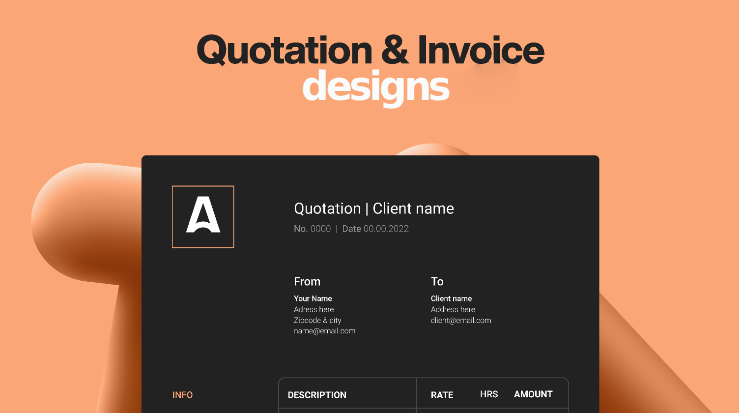 Quotation & Invoice
designs
A
Quotation | Client name
No. 0000 | Date 00.00.2022
From
To
Your Name
Client name
Adress here
Address here
Zipcode & city
client@email.com
name@email.com
INFO
DESCRIPTION
RATE
HRS
AMOUNT